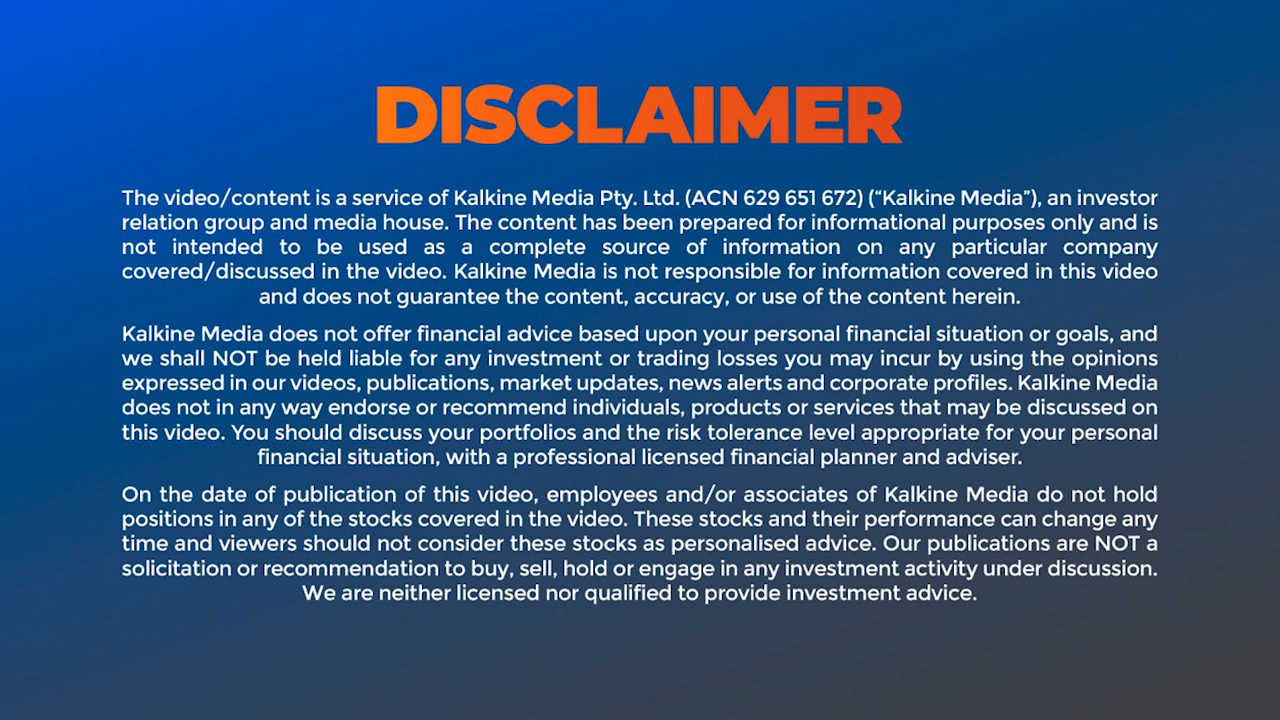 DISCLAIMER
The video/content is a service of Kalkine Media Pty. Ltd. (ACN 629 651 672) (“Kalkine Media”), an investor
relation group and media house. The content has been prepared for informational purposes only and is
not intended to be used as a complete source of information on any particular company
covered/discussed in the video. Kalkine Media is not responsible for information covered in this video
and does not guarantee the content, accuracy, or use of the content herein.
Kalkine Media does not offer financial advice based upon your personal financial situation or goals, and
we shall NOT be held liable for any investment or trading losses you may incur by using the opinions
expressed in our videos, publications, market updates, news alerts and corporate profiles. Kalkine Media
does not in any way endorse or recommend individuals, products or services that may be discussed on
this video. You should discuss your portfolios and the risk tolerance level appropriate for your personal
financial situation, with a professional licensed financial planner and adviser.
On the date of publication of this video, employees and/or associates of Kalkine Media do not hold
positions in any of the stocks covered in the video. These stocks and their performance can change any
time and viewers should not consider these stocks as personalised advice. Our publications are NOT a
solicitation or recommendation to buy, sell, hold or engage in any investment activity under discussion.
We are neither licensed nor qualified to provide investment advice.